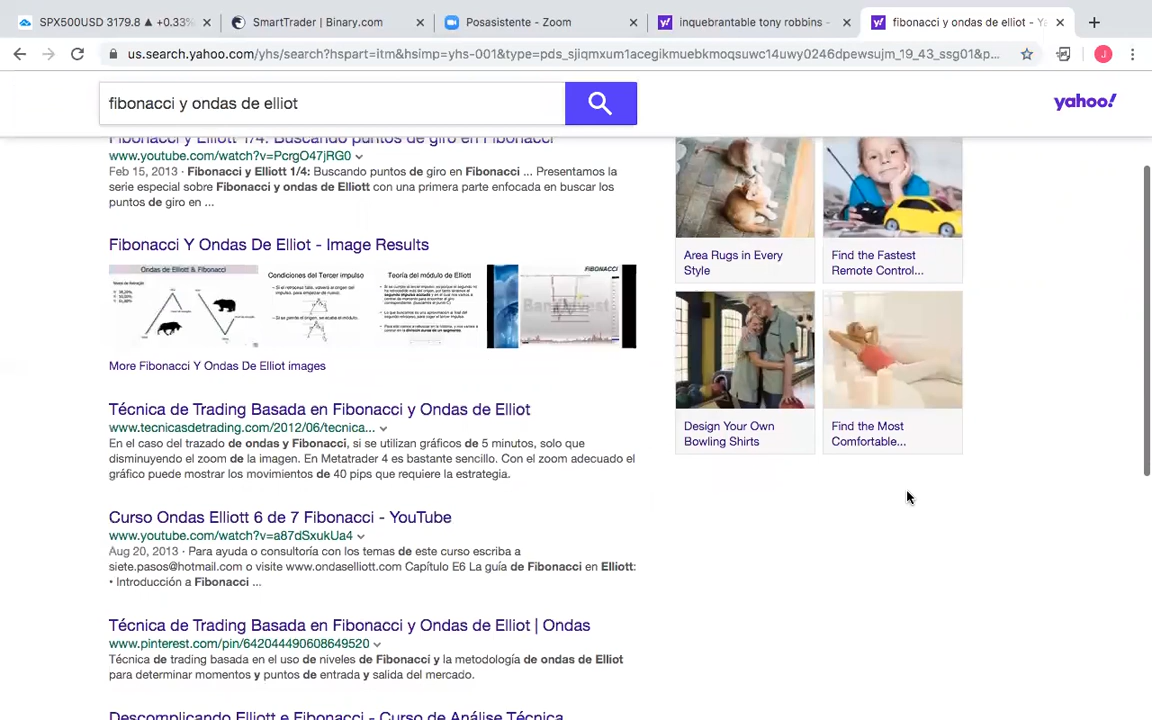 SPX500USD 3179.8 ▲ +0.33%
SmartTrader | Binary.com
Posasistente - Zoom
inquebrantable tony robbins -
fibonacci y ondas de elliot - Y
us.search.yahoo.com/yhs/search?hspart=itm&hsimp=yhs-001&type=pds_sjiqmxum1acegikmuebkmoqsuwc14uwy0246dpewsujm_19_43_ssg01&p...
J
fibonacci y ondas de elliot
yahoo!
Fibonacci y Elliott 1/4: Buscando puntos de giro en Fibonacci
www.youtube.com/watch?v=PcrgO47jRG0
Feb 15, 2013 · Fibonacci y Elliott 1/4: Buscando puntos de giro en Fibonacci ... Presentamos la
serie especial sobre Fibonacci y ondas de Elliott con una primera parte enfocada en buscar los
puntos de giro en ...
Fibonacci Y Ondas De Elliot - Image Results
Ondas de Elliott & Fibonacci
Condiciones del Tercer impulso
Teoría del módulo de Elliott
FIBONACCI
More Fibonacci Y Ondas De Elliot images
Técnica de Trading Basada en Fibonacci y Ondas de Elliot
www.tecnicasdetrading.com/2012/06/tecnica...
En el caso del trazado de ondas y Fibonacci, si se utilizan gráficos de 5 minutos, solo que
disminuyendo el zoom de la imagen. En Metatrader 4 es bastante sencillo. Con el zoom adecuado el
gráfico puede mostrar los movimientos de 40 pips que requiere la estrategia.
Curso Ondas Elliott 6 de 7 Fibonacci - YouTube
www.youtube.com/watch?v=a87dSxukUa4
Aug 20, 2013 · Para ayuda o consultoría con los temas de este curso escriba a
siete.pasos@hotmail.com o visite www.ondaselliott.com Capítulo E6 La guía de Fibonacci en Elliott:
• Introducción a Fibonacci ...
Técnica de Trading Basada en Fibonacci y Ondas de Elliot | Ondas
www.pinterest.com/pin/642044490608649520
Técnica de trading basada en el uso de niveles de Fibonacci y la metodología de ondas de Elliot
para determinar momentos y puntos de entrada y salida del mercado.
Descomplicando Elliott e Fibonacci - Curso de Análise Técnica
Area Rugs in Every
Style
Find the Fastest
Remote Control...
Design Your Own
Bowling Shirts
Find the Most
Comfortable...